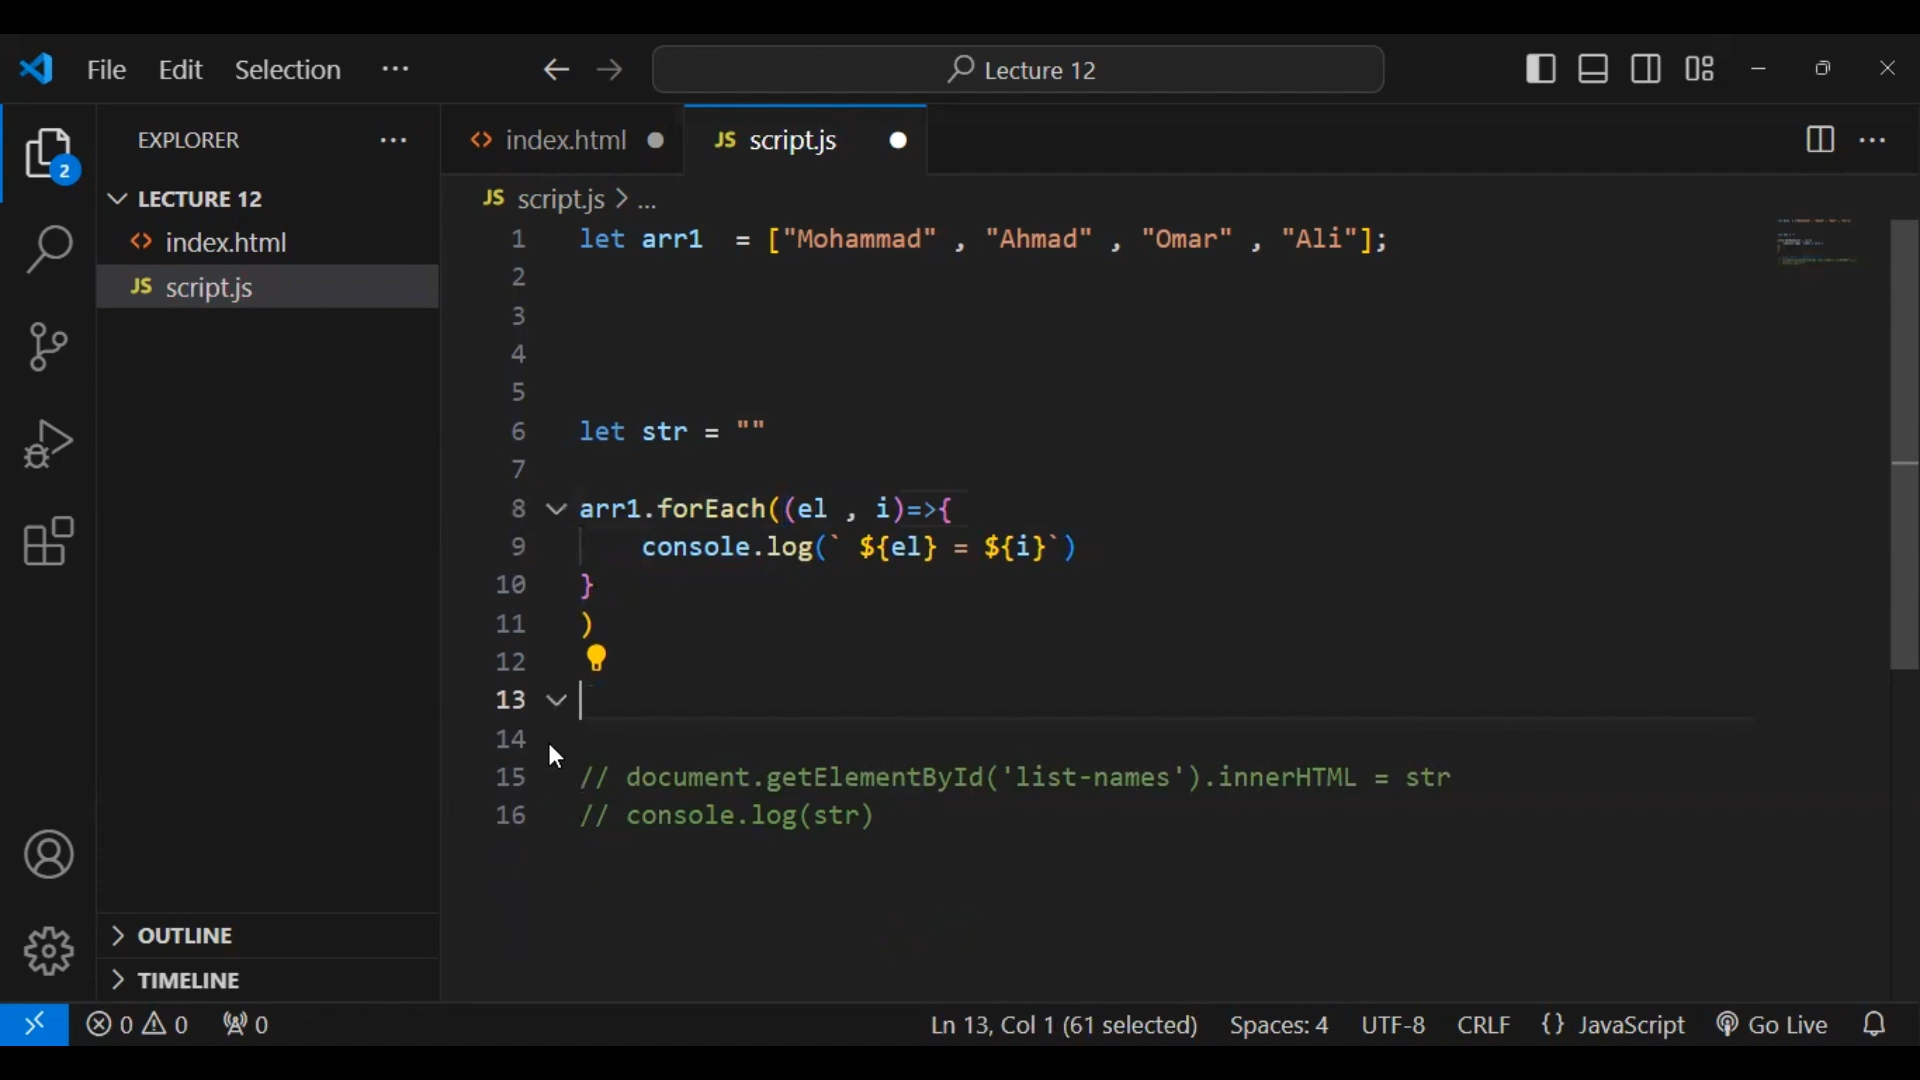 File Edit Selection ···
Lecture 12
EXPLORER ···
2
LECTURE 12
<> index.html
JS script.js
OUTLINE
TIMELINE
<> index.html
JS script.js
JS script.js > ...
1 let arr1  = ["Mohammad" , "Ahmad" , "Omar" , "Ali"];
2
3
4
5
6 let str = ""
7
8 arr1.forEach((el , i)=>{
9     console.log(` ${el} = ${i}`)
10 }
11 )
12
13
14
15 // document.getElementById('list-names').innerHTML = str
16 // console.log(str)
0 0 0
Ln 13, Col 1 (61 selected) Spaces: 4 UTF-8 CRLF {} JavaScript Go Live